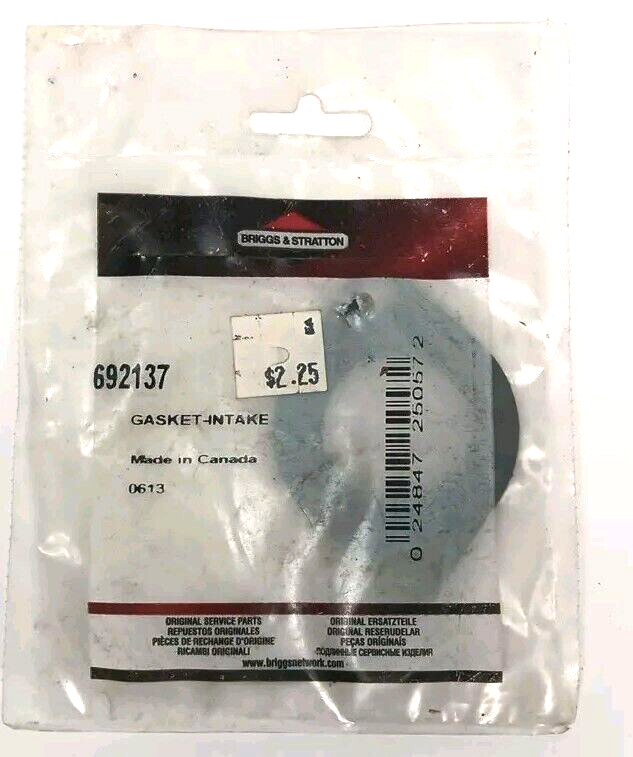 BRIGGS & STRATTON
EA
$2.25
692137
GASKET-INTAKE
Made in Canada
0613
0 24847 25057 2
ORIGINAL SERVICE PARTS
REPUESTOS ORIGINALES
PIÈCES DE RECHANGE D'ORIGINE
RICAMBI ORIGINALI
ORIGINAL ERSATZTEILE
ORIGINAL RESERVDELAR
PEÇAS ORIGINAIS
ПОДЛИННЫЕ СЕРВИСНЫЕ ИЗДЕЛИЯ
www.briggsnetwork.com